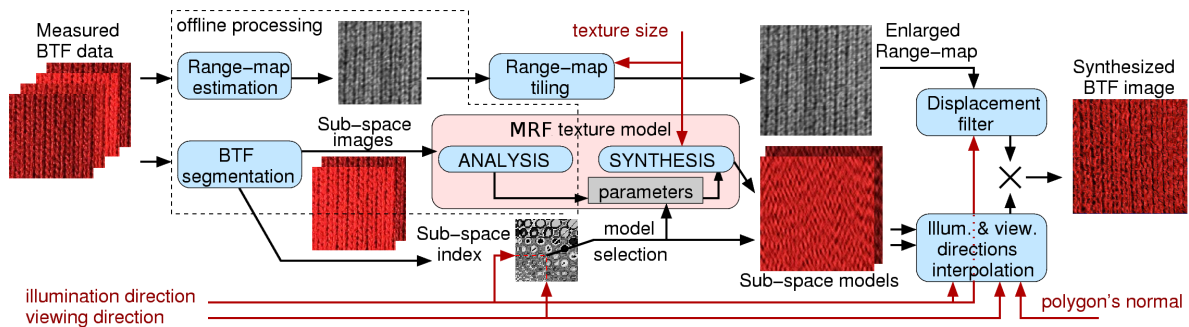 Measured
BTF data
offline processing
Range-map
estimation
texture size
Range-map
tiling
Enlarged
Range-map
Synthesized
BTF image
Displacement
filter
Sub-space
images
BTF
segmentation
MRF texture model
ANALYSIS
SYNTHESIS
parameters
Sub-space
index
model
selection
Sub-space models
Illum. & view.
directions
interpolation
illumination direction
viewing direction
polygon's normal